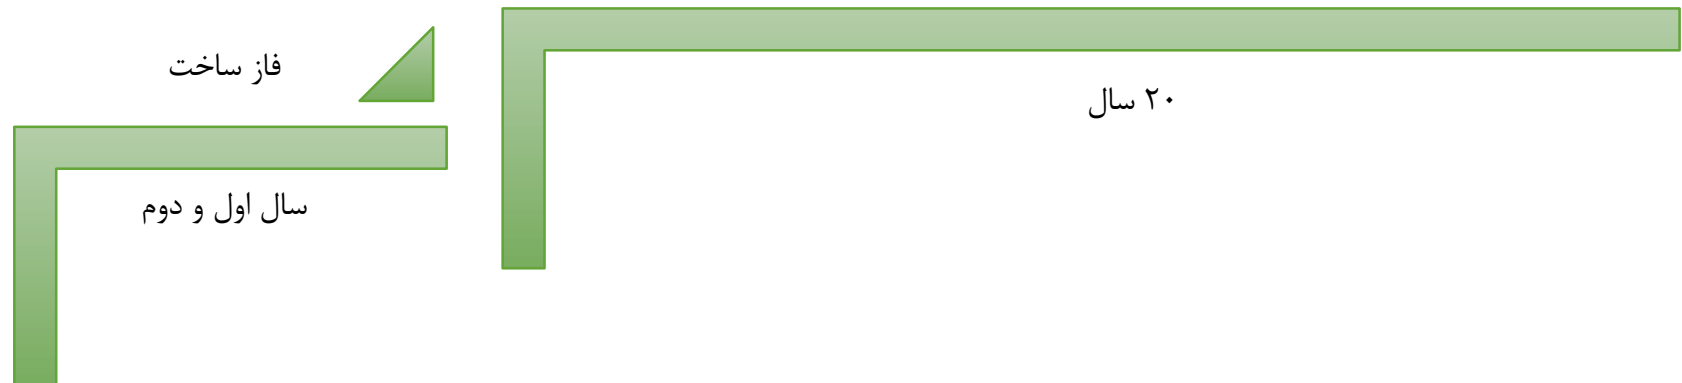 فاز ساخت
سال اول و دوم
۲۰ سال